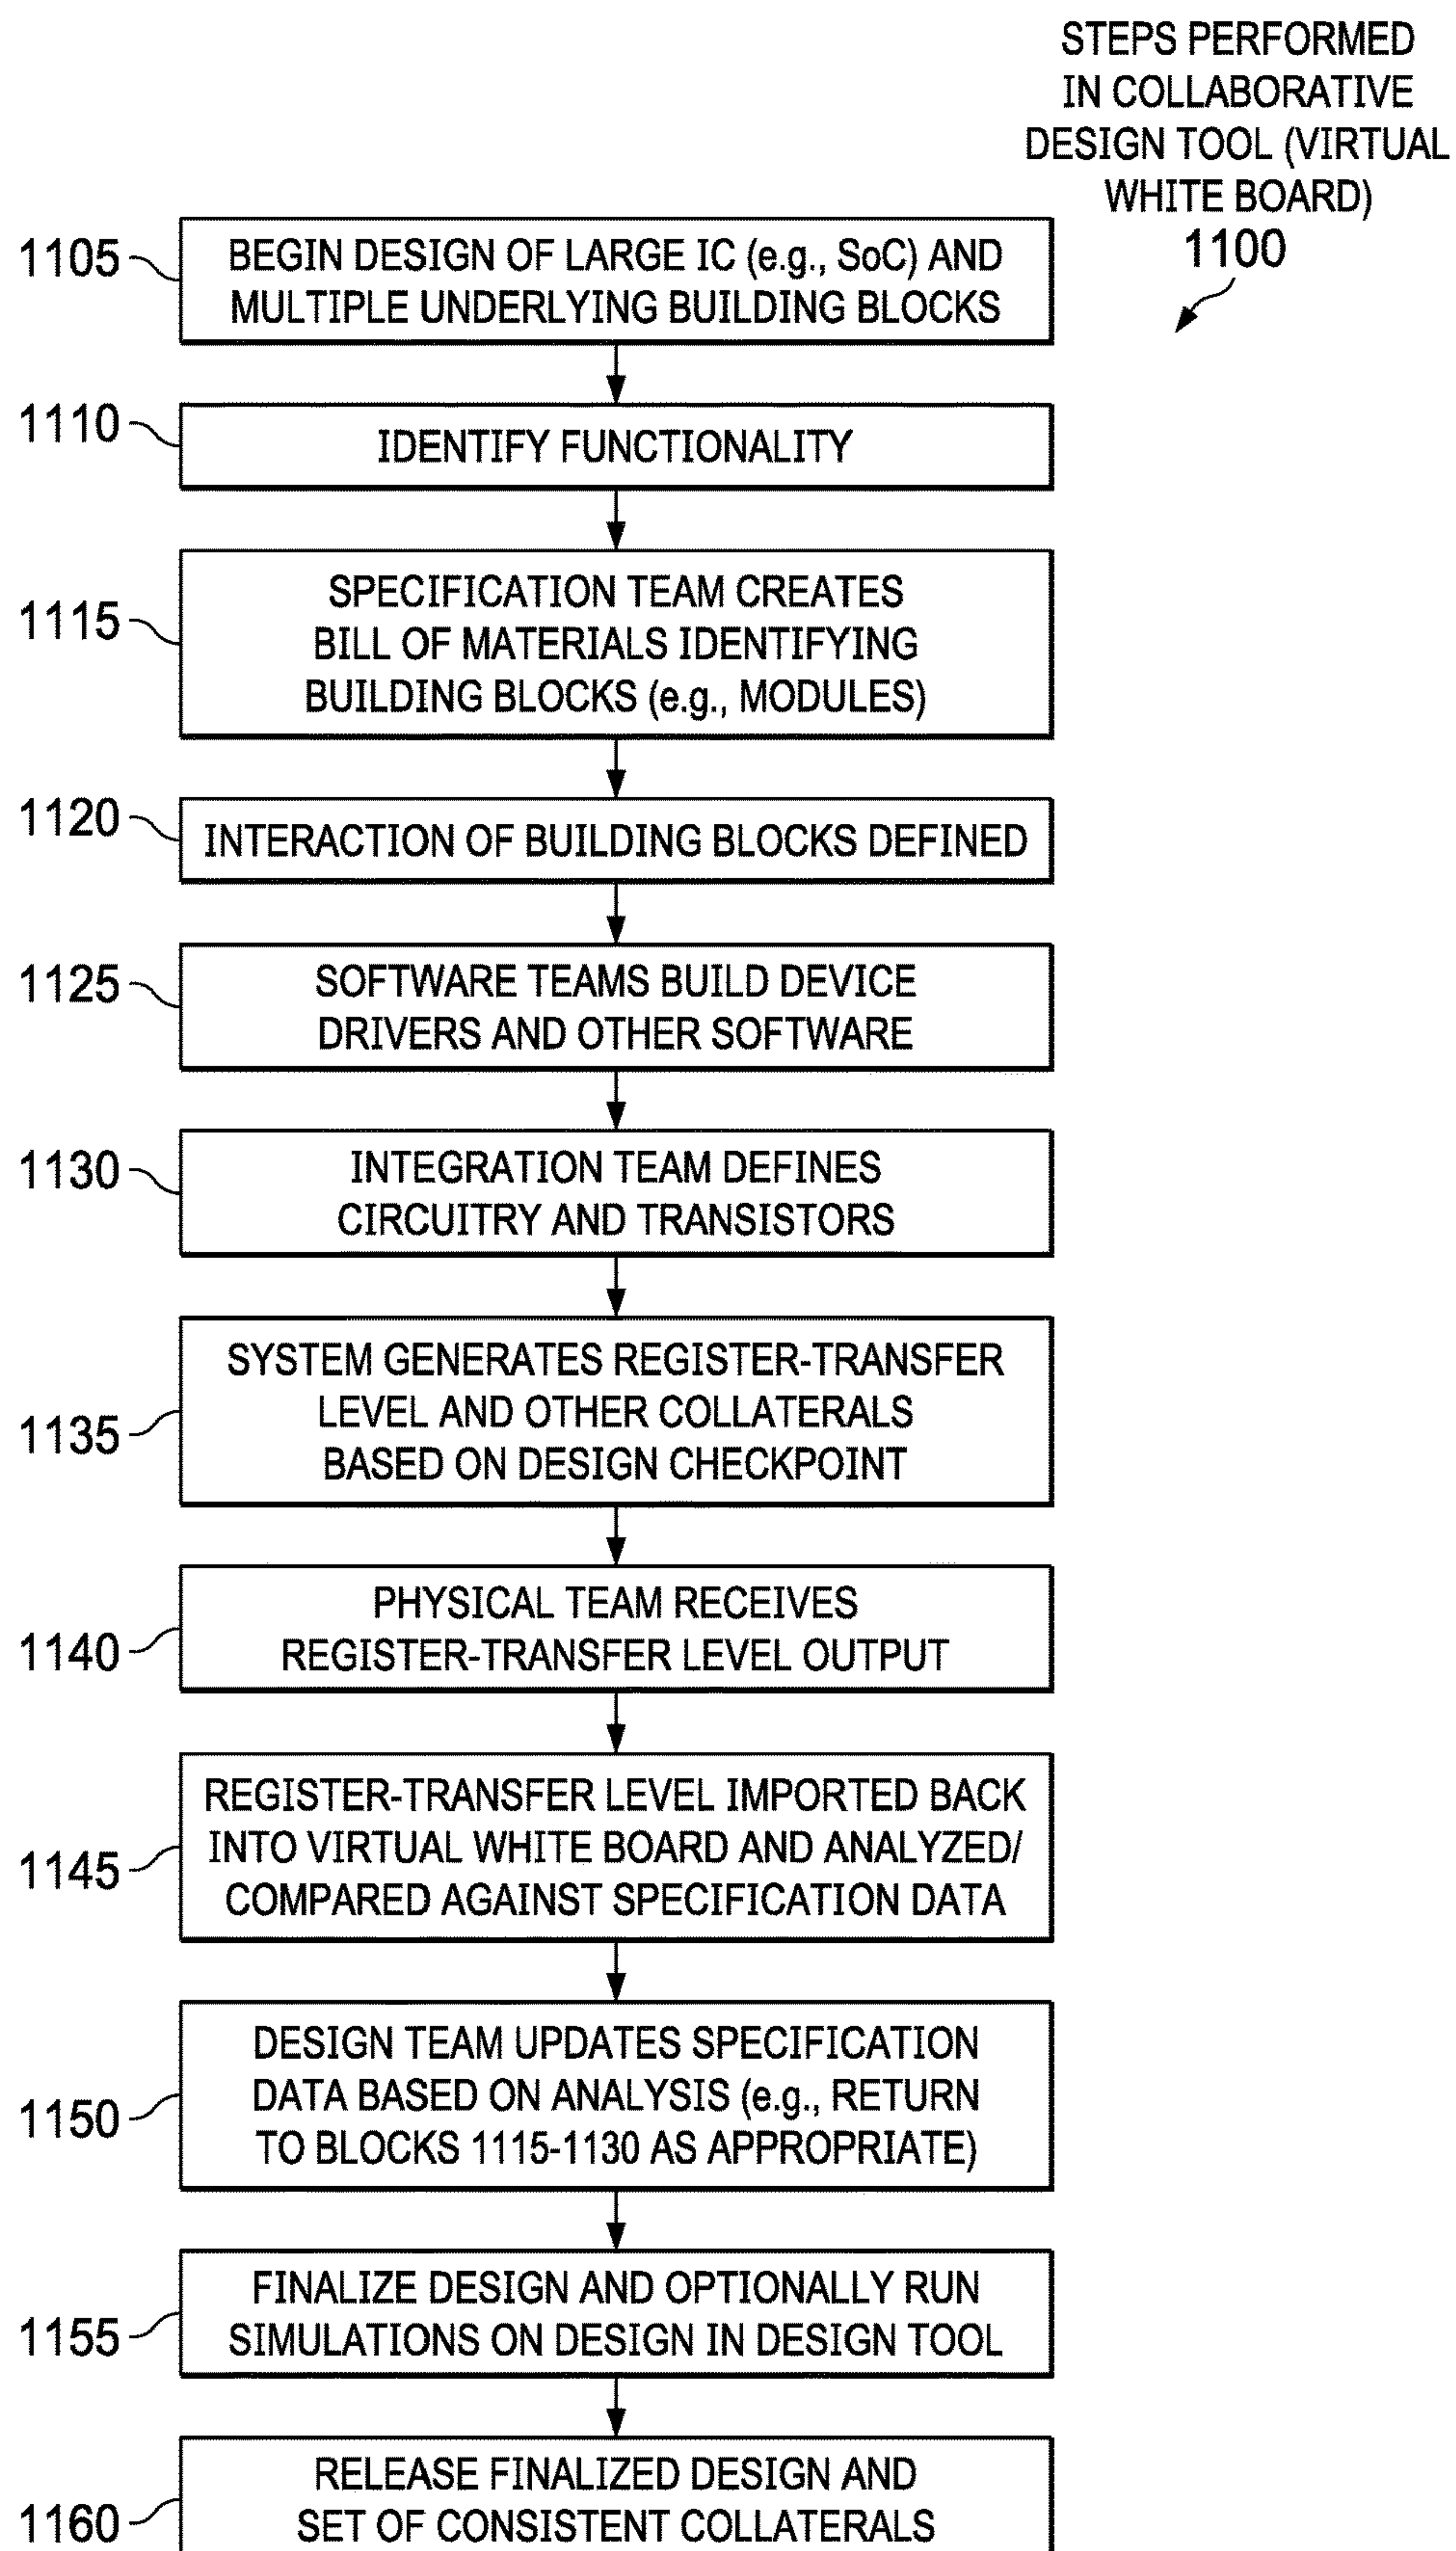 STEPS PERFORMED
IN COLLABORATIVE
DESIGN TOOL (VIRTUAL
WHITE BOARD)
1100
1105
BEGIN DESIGN OF LARGE IC (e.g., SoC) AND
MULTIPLE UNDERLYING BUILDING BLOCKS
1110
IDENTIFY FUNCTIONALITY
1115
SPECIFICATION TEAM CREATES
BILL OF MATERIALS IDENTIFYING
BUILDING BLOCKS (e.g., MODULES)
1120
INTERACTION OF BUILDING BLOCKS DEFINED
1125
SOFTWARE TEAMS BUILD DEVICE
DRIVERS AND OTHER SOFTWARE
1130
INTEGRATION TEAM DEFINES
CIRCUITRY AND TRANSISTORS
1135
SYSTEM GENERATES REGISTER-TRANSFER
LEVEL AND OTHER COLLATERALS
BASED ON DESIGN CHECKPOINT
1140
PHYSICAL TEAM RECEIVES
REGISTER-TRANSFER LEVEL OUTPUT
1145
REGISTER-TRANSFER LEVEL IMPORTED BACK
INTO VIRTUAL WHITE BOARD AND ANALYZED/
COMPARED AGAINST SPECIFICATION DATA
1150
DESIGN TEAM UPDATES SPECIFICATION
DATA BASED ON ANALYSIS (e.g., RETURN
TO BLOCKS 1115-1130 AS APPROPRIATE)
1155
FINALIZE DESIGN AND OPTIONALLY RUN
SIMULATIONS ON DESIGN IN DESIGN TOOL
1160
RELEASE FINALIZED DESIGN AND
SET OF CONSISTENT COLLATERALS